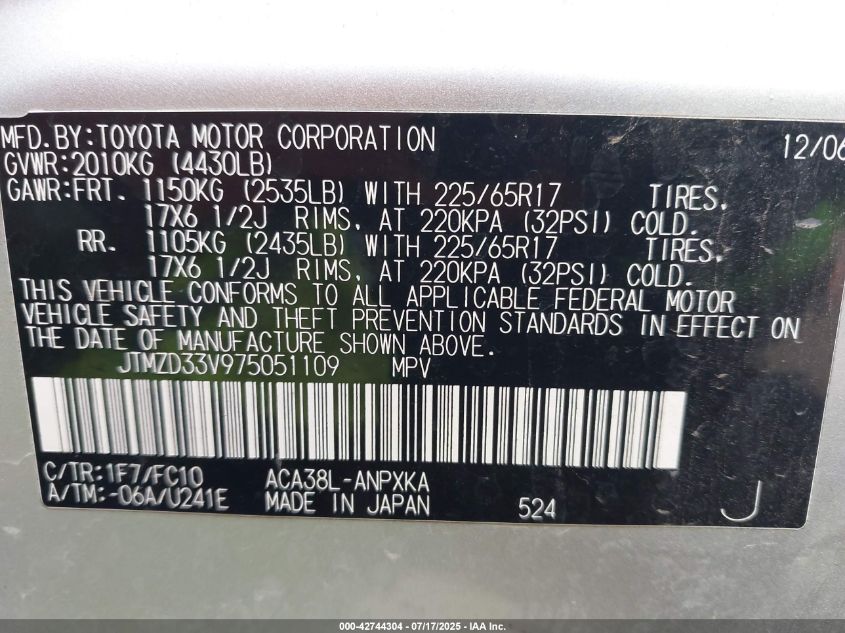 MFD.BY:TOYOTA MOTOR CORPORATION 12/06
GVWR:2010KG (4430LB)
GAWR:FRT. 1150KG (2535LB) WITH 225/65R17 TIRES.
17X6 1/2J RIMS, AT 220KPA (32PSI) COLD.
RR. 1105KG (2435LB) WITH 225/65R17 TIRES,
17X6 1/2J RIMS, AT 220KPA (32PSI) COLD.
THIS VEHICLE CONFORMS TO ALL APPLICABLE FEDERAL MOTOR
VEHICLE SAFETY AND THEFT PREVENTION STANDARDS IN EFFECT ON
THE DATE OF MANUFACTURE SHOWN ABOVE.
JTMZD33V975051109 MPV
C/TR:1F7/FC10 ACA38L-ANPXKA
A/TM:-06A/U241E MADE IN JAPAN 524 J
000-42744304 / 07/17/2025 - IAA Inc.